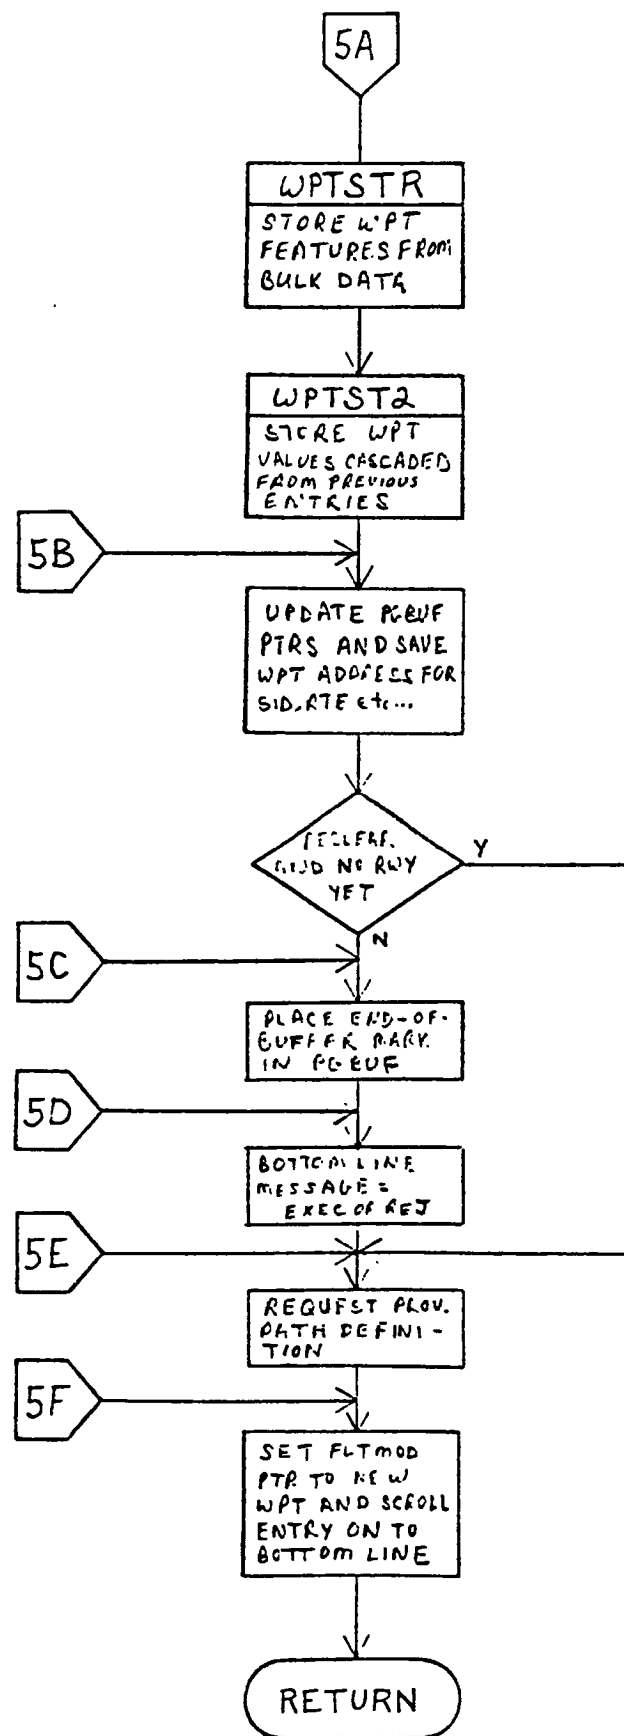 5A
WPTSTR
STORE WPT
FEATURES FROM
BULK DATA
WPTST2
STORE WPT
VALUES CASCADED
FROM PREVIOUS
ENTRIES
5B
UPDATE PGBUF
PTRS AND SAVE
WPT ADDRESS FOR
SID, RTE etc...
AND NO RWY
YET
Y
N
5C
PLACE END-OF-
BUFFER MARK
IN PGBUF
5D
BOTTOM LINE
MESSAGE =
EXEC OR REJ
5E
REQUEST PROV.
PATH DEFINI-
TION
5F
SET FLTMOD
PTR TO NEW
WPT AND SCROLL
ENTRY ON TO
BOTTOM LINE
RETURN